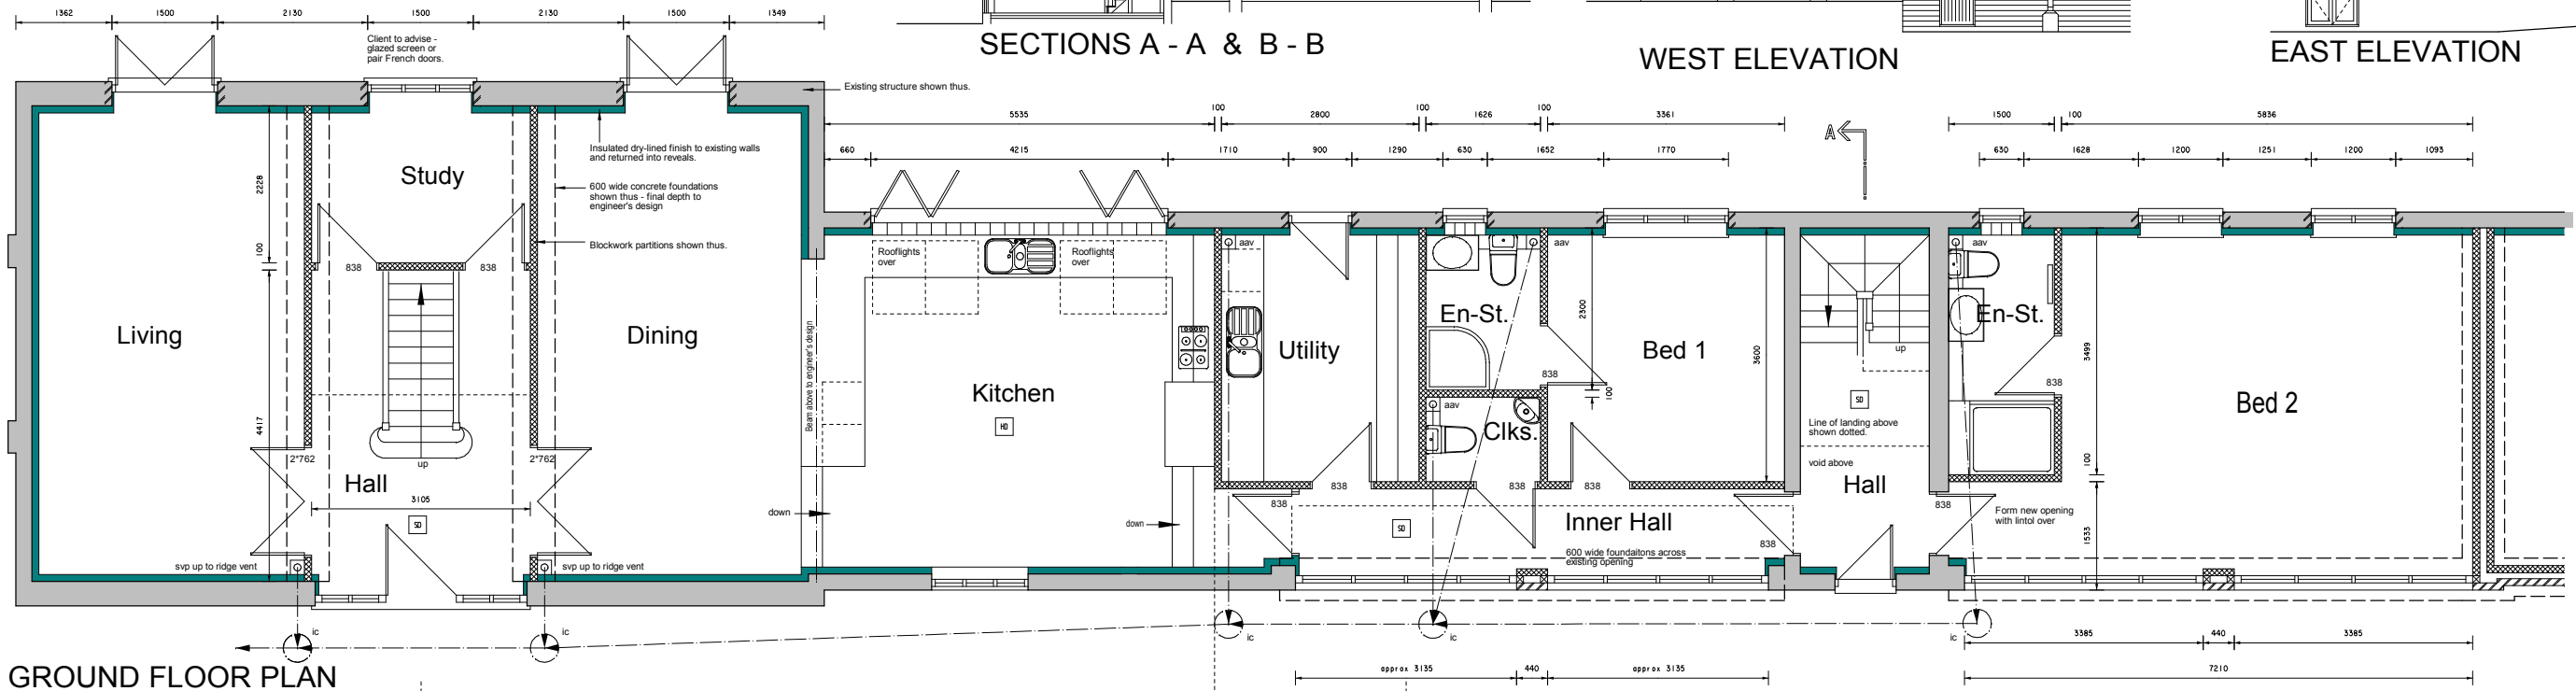 SECTIONS A - A & B - B
WEST ELEVATION
EAST ELEVATION
1362
1500
2130
1500
2130
1500
1349
Client to advise -
glazed screen or
pair French doors.
Existing structure shown thus.
5535
100
2800
100
1626
100
3361
A
1500
100
5836
660
4215
1710
900
1290
630
1652
1770
630
1628
1200
1251
1200
1093
Insulated dry-lined finish to existing walls
and returned into reveals.
600 wide concrete foundations
shown thus - final depth to
engineer's design
Blockwork partitions shown thus.
Study
2228
100
838
838
Living
Dining
4417
2*762
2*762
up
Hall
3105
SD
svp up to ridge vent
svp up to ridge vent
Beam above to engineer's design
down
down
Rooflights
over
Rooflights
over
Kitchen
HD
aav
Utility
En-St.
aav
2300
838
100
Bed 1
3600
aav
Clks.
838
838
838
838
838
SD
Inner Hall
600 wide foundaitons across
existing opening
up
SD
Line of landing above
shown dotted.
void above
Hall
838
aav
En-St.
838
3499
100
1533
Bed 2
Form new opening
with lintol over
ic
ic
ic
ic
ic
3385
440
3385
7210
approx 3135
440
approx 3135
GROUND FLOOR PLAN